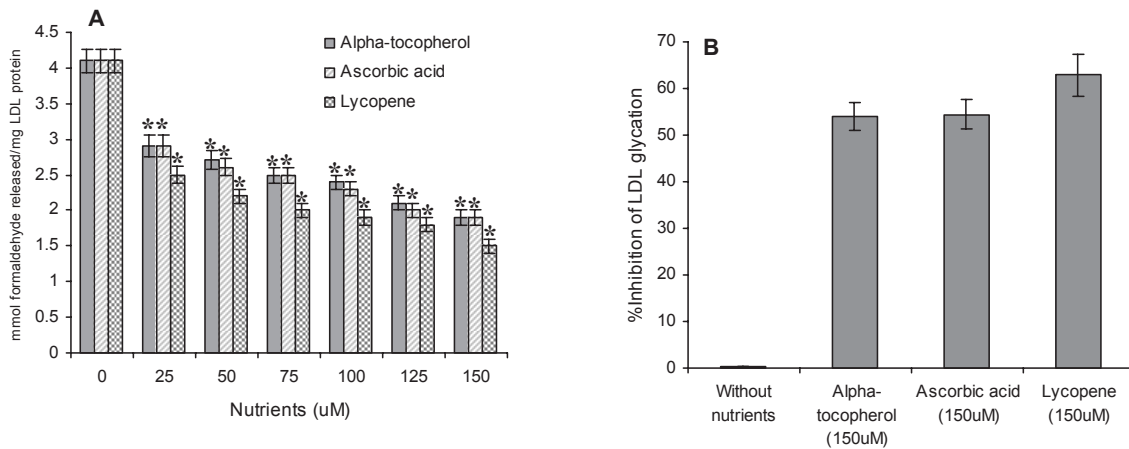 A
mmol formaldehyde released/mg LDL protein
4.5
4
3.5
3
2.5
2
1.5
1
0.5
0
Alpha-tocopherol
Ascorbic acid
Lycopene
**
*
**
*
**
*
**
*
**
*
**
*
0 25 50 75 100 125 150
Nutrients (uM)
B
%Inhibition of LDL glycation
70
60
50
40
30
20
10
0
Without
nutrients
Alpha-
tocopherol
(150uM)
Ascorbic acid
(150uM)
Lycopene
(150uM)